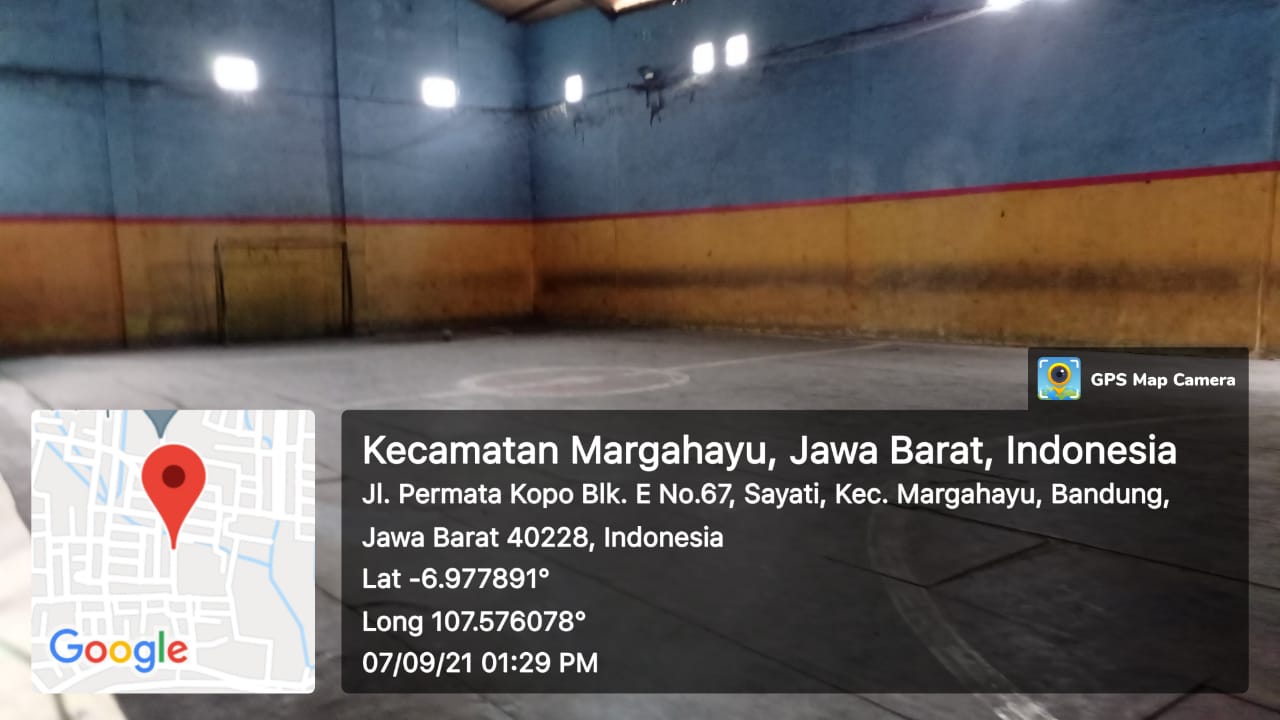 GPS Map Camera
Kecamatan Margahayu, Jawa Barat, Indonesia
Jl. Permata Kopo Blk. E No.67, Sayati, Kec. Margahayu, Bandung,
Jawa Barat 40228, Indonesia
Lat -6.977891°
Long 107.576078°
07/09/21 01:29 PM
Google